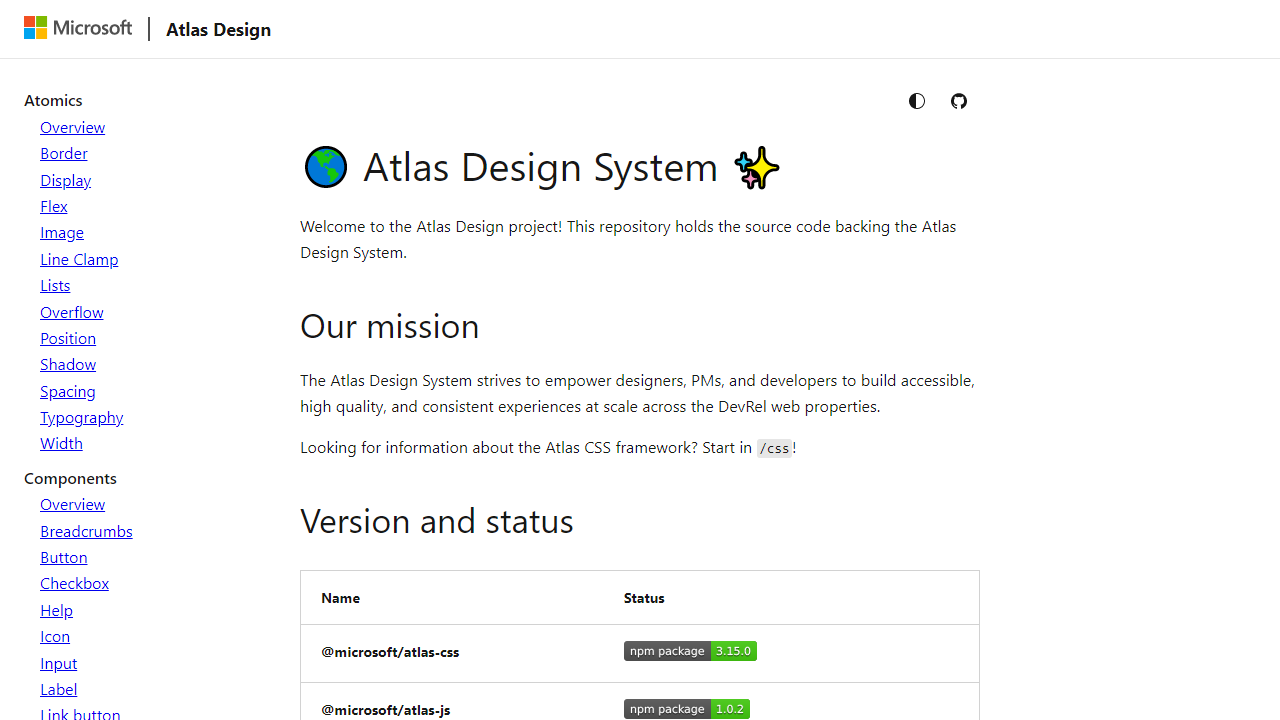 Microsoft
Atlas Design
Atomics
Overview
Border
Display
Flex
Image
Line Clamp
Lists
Overflow
Position
Shadow
Spacing
Typography
Width
Components
Overview
Breadcrumbs
Button
Checkbox
Help
Icon
Input
Label
Link button
Atlas Design System
Welcome to the Atlas Design project! This repository holds the source code backing the Atlas
Design System.
Our mission
The Atlas Design System strives to empower designers, PMs, and developers to build accessible,
high quality, and consistent experiences at scale across the DevRel web properties.
Looking for information about the Atlas CSS framework? Start in /css!
Version and status
Name Status
@microsoft/atlas-css npm package 3.15.0
@microsoft/atlas-js npm package 1.0.2